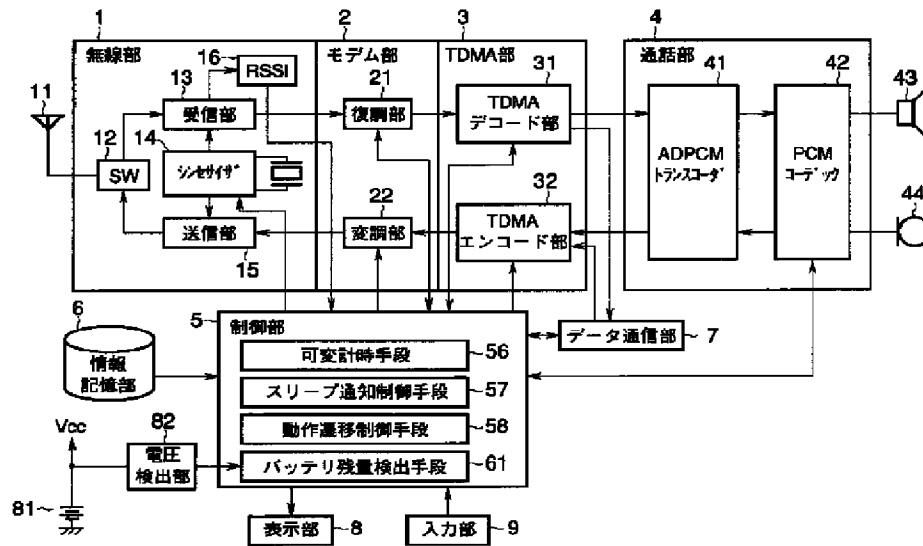 1
2
3
4
無線部
16
RSSI
モデム部
TDMA部
通話部
11
13
受信部
21
復調部
31
TDMA
デコード部
41
ADPCM
トランスコーダ
42
PCM
コーデック
43
12
SW
14
シンセサイザ
32
TDMA
エンコード部
44
22
変調部
送信部
15
5
制御部
データ通信部
7
6
情報
記憶部
可変計時手段
56
スリープ通知制御手段
57
動作遷移制御手段
58
バッテリ残量検出手段
61
Vcc
82
電圧
検出部
81
表示部
8
入力部
9